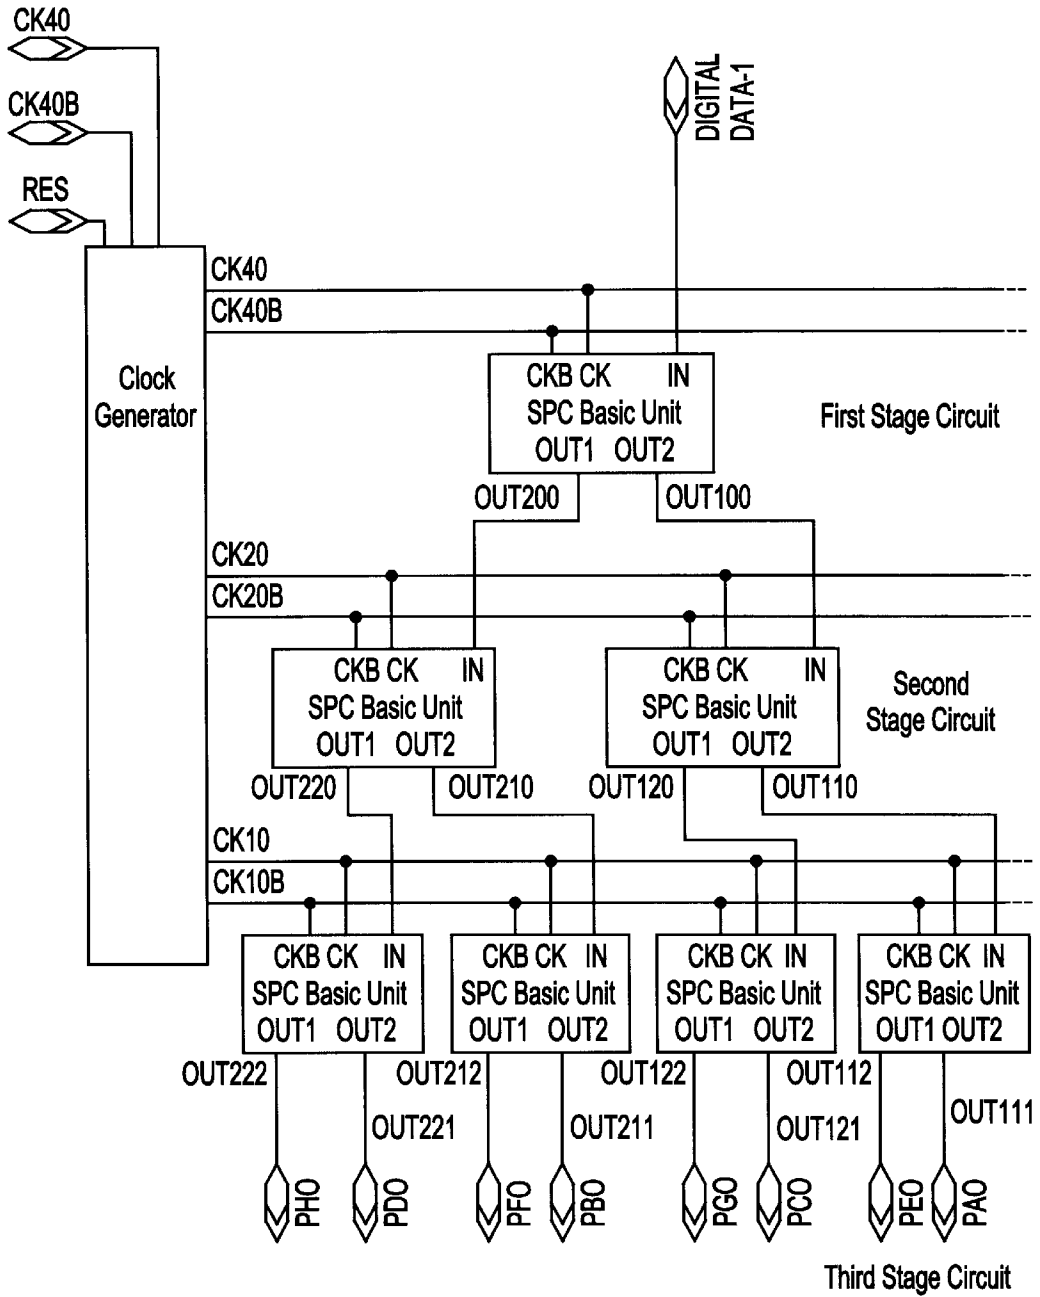 CK40
CK40B
RES
DIGITAL
DATA-1
CK40
CK40B
Clock
Generator
CKB CK IN
SPC Basic Unit
OUT1 OUT2
First Stage Circuit
OUT200
OUT100
CK20
CK20B
CKB CK IN
SPC Basic Unit
OUT1 OUT2
CKB CK IN
SPC Basic Unit
OUT1 OUT2
Second
Stage Circuit
OUT220
OUT210
OUT120
OUT110
CK10
CK10B
CKB CK IN
SPC Basic Unit
OUT1 OUT2
CKB CK IN
SPC Basic Unit
OUT1 OUT2
CKB CK IN
SPC Basic Unit
OUT1 OUT2
CKB CK IN
SPC Basic Unit
OUT1 OUT2
OUT222
OUT221
OUT212
OUT211
OUT122
OUT121
OUT112
OUT111
PHO
PDO
PFO
PBO
PGO
PCO
PEO
PAO
Third Stage Circuit